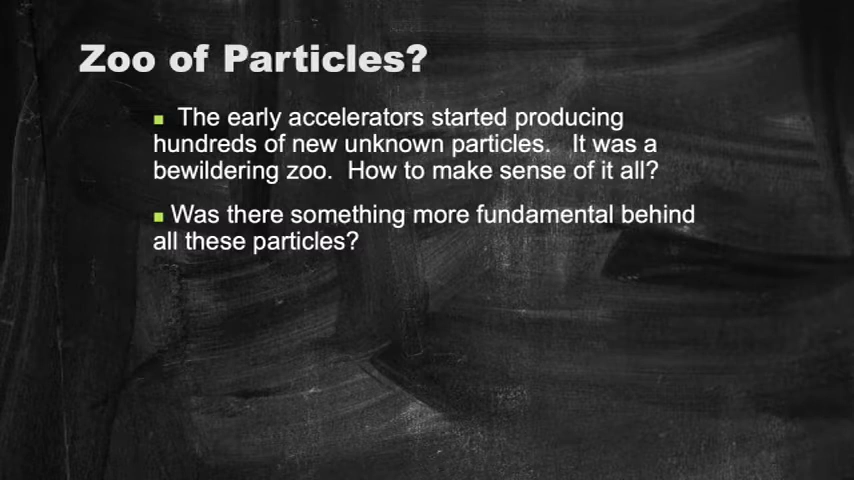 Zoo of Particles?
▪ The early accelerators started producing
hundreds of new unknown particles. It was a
bewildering zoo. How to make sense of it all?
▪ Was there something more fundamental behind
all these particles?